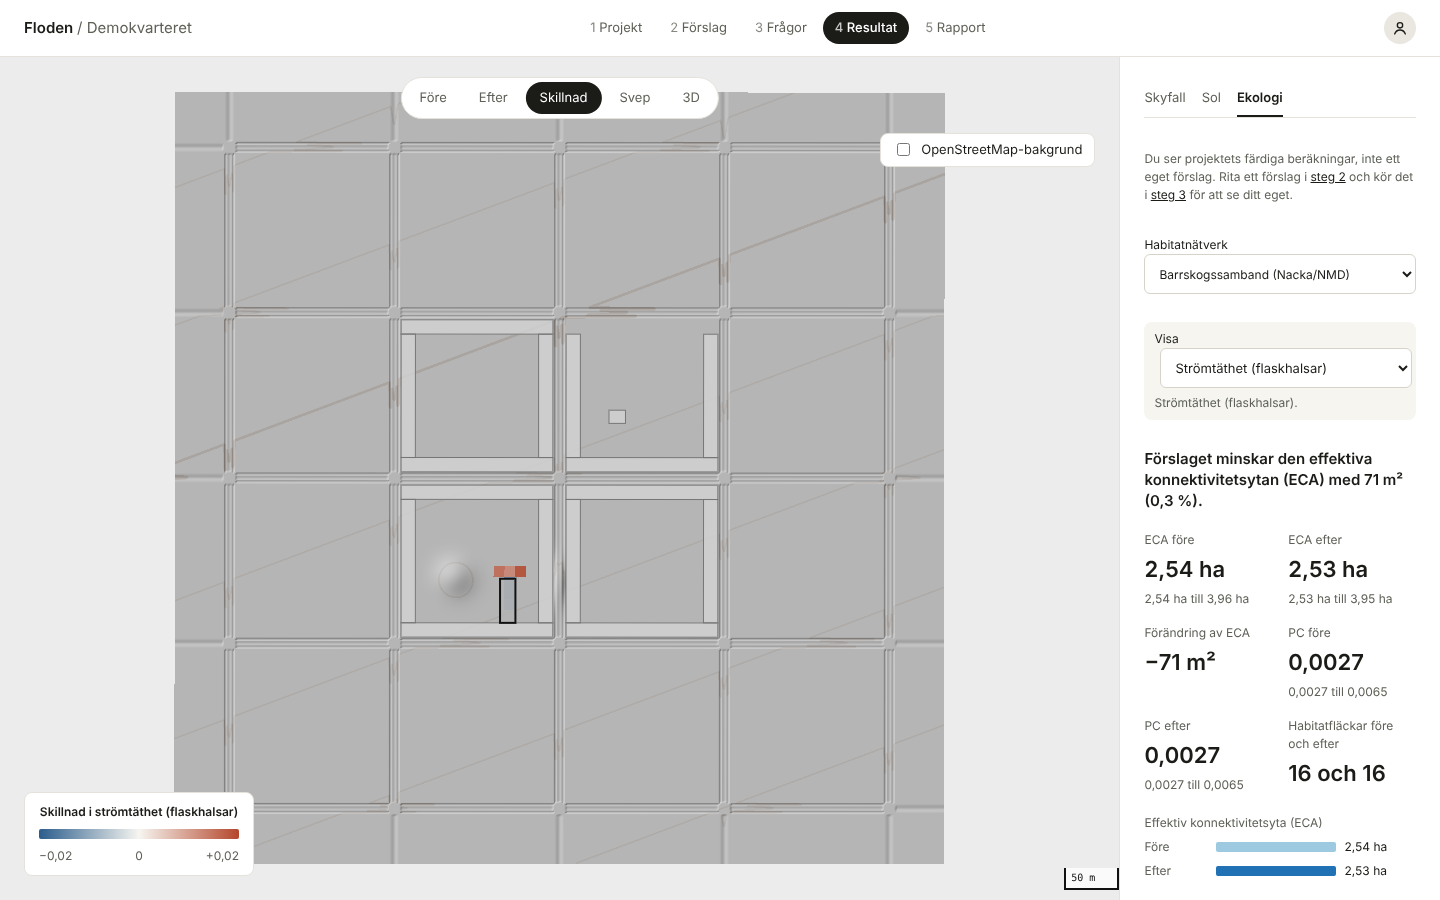 Floden / Demokvarteret
1 Projekt
2 Förslag
3 Frågor
4 Resultat
5 Rapport
Före
Efter
Skillnad
Svep
3D
OpenStreetMap-bakgrund
Skillnad i strömtäthet (flaskhalsar)
−0,02
0
+0,02
50 m
Skyfall
Sol
Ekologi
Du ser projektets färdiga beräkningar, inte ett
eget förslag. Rita ett förslag i steg 2 och kör det
i steg 3 för att se ditt eget.
Habitatnätverk
Barrskogssamband (Nacka/NMD)
Visa
Strömtäthet (flaskhalsar)
Strömtäthet (flaskhalsar).
Förslaget minskar den effektiva
konnektivitetsytan (ECA) med 71 m²
(0,3 %).
ECA före
2,54 ha
2,54 ha till 3,96 ha
ECA efter
2,53 ha
2,53 ha till 3,95 ha
Förändring av ECA
−71 m²
PC före
0,0027
0,0027 till 0,0065
PC efter
0,0027
0,0027 till 0,0065
Habitatfläckar före
och efter
16 och 16
Effektiv konnektivitetsyta (ECA)
Före
2,54 ha
Efter
2,53 ha